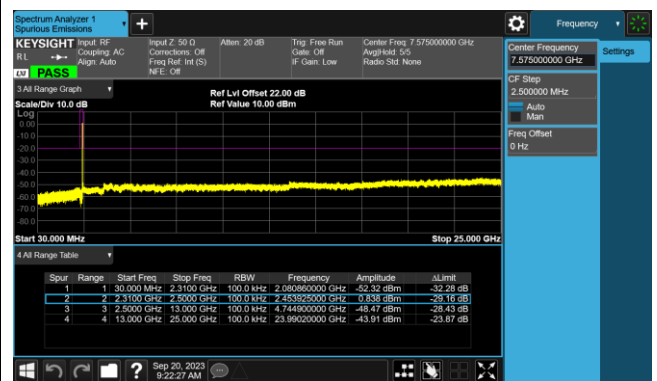 Spectrum Analyzer 1
Spurious Emissions
+
Frequency
KEYSIGHT Input: RF Input Z: 50 Ω Atten: 20 dB Trig: Free Run Center Freq: 7.575000000 GHz
R L Coupling: AC Corrections: Off Gate: Off Avg|Hold: 5/5
Align: Auto Freq Ref: Int (S) IF Gain: Low Radio Std: None
LXI PASS NFE: Off
Center Frequency
7.575000000 GHz
Settings
CF Step
2.500000 MHz
Auto
Man
Freq Offset
0 Hz
3 All Range Graph
Ref Lvl Offset 22.00 dB
Scale/Div 10.0 dB Ref Value 10.00 dBm
Log
0.00
-10.0
-20.0
-30.0
-40.0
-50.0
-60.0
-70.0
-80.0
Start 30.000 MHz Stop 25.000 GHz
4 All Range Table
Spur Range Start Freq Stop Freq RBW Frequency Amplitude ΔLimit
1 1 30.000 MHz 2.3100 GHz 100.0 kHz 2.080860000 GHz -52.32 dBm -32.28 dB
2 2 2.3100 GHz 2.5000 GHz 100.0 kHz 2.453925000 GHz 0.838 dBm -29.16 dB
3 3 2.5000 GHz 13.000 GHz 100.0 kHz 4.744900000 GHz -48.47 dBm -28.43 dB
4 4 13.000 GHz 25.000 GHz 100.0 kHz 23.99020000 GHz -43.91 dBm -23.87 dB
? Sep 20, 2023
9:22:27 AM